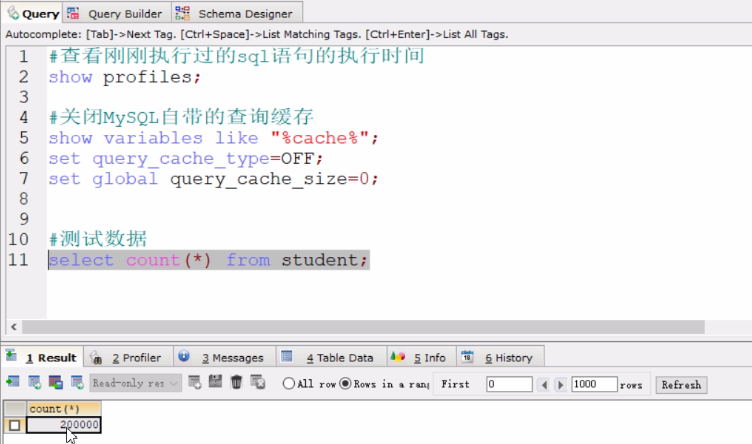 Query Query Builder Schema Designer
Autocomplete: [Tab]->Next Tag. [Ctrl+Space]->List Matching Tags. [Ctrl+Enter]->List All Tags.
1 #查看刚刚执行过的sql语句的执行时间
2 show profiles;
3
4 #关闭MySQL自带的查询缓存
5 show variables like "%cache%";
6 set query_cache_type=OFF;
7 set global query_cache_size=0;
8
9
10 #测试数据
11 select count(*) from student;
1 Result 2 Profiler 3 Messages 4 Table Data 5 Info 6 History
Read-only res All row Rows in a rang First 0 1000 rows Refresh
count(*)
200000